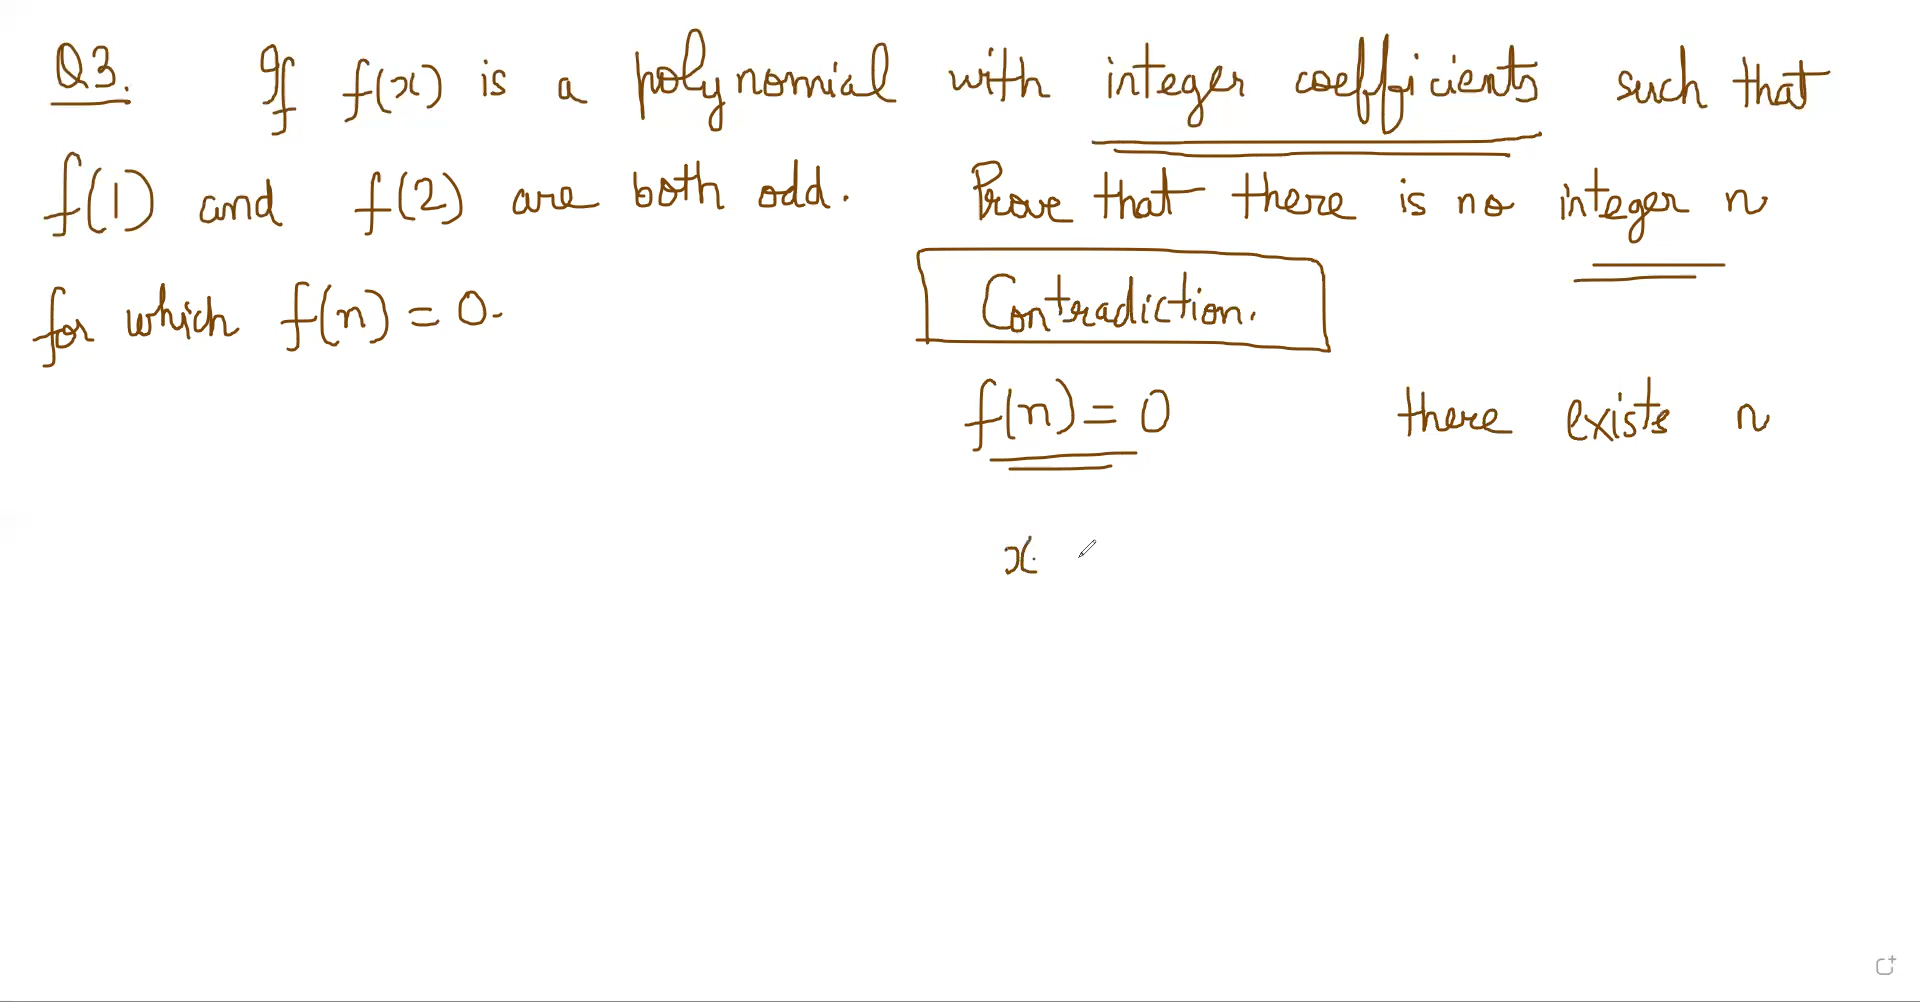 Q3. If f(x) is a polynomial with integer coefficients such that
f(1) and f(2) are both odd. Prove that there is no integer n
for which f(n) = 0.
Contradiction.
f(n) = 0 there exists n
x